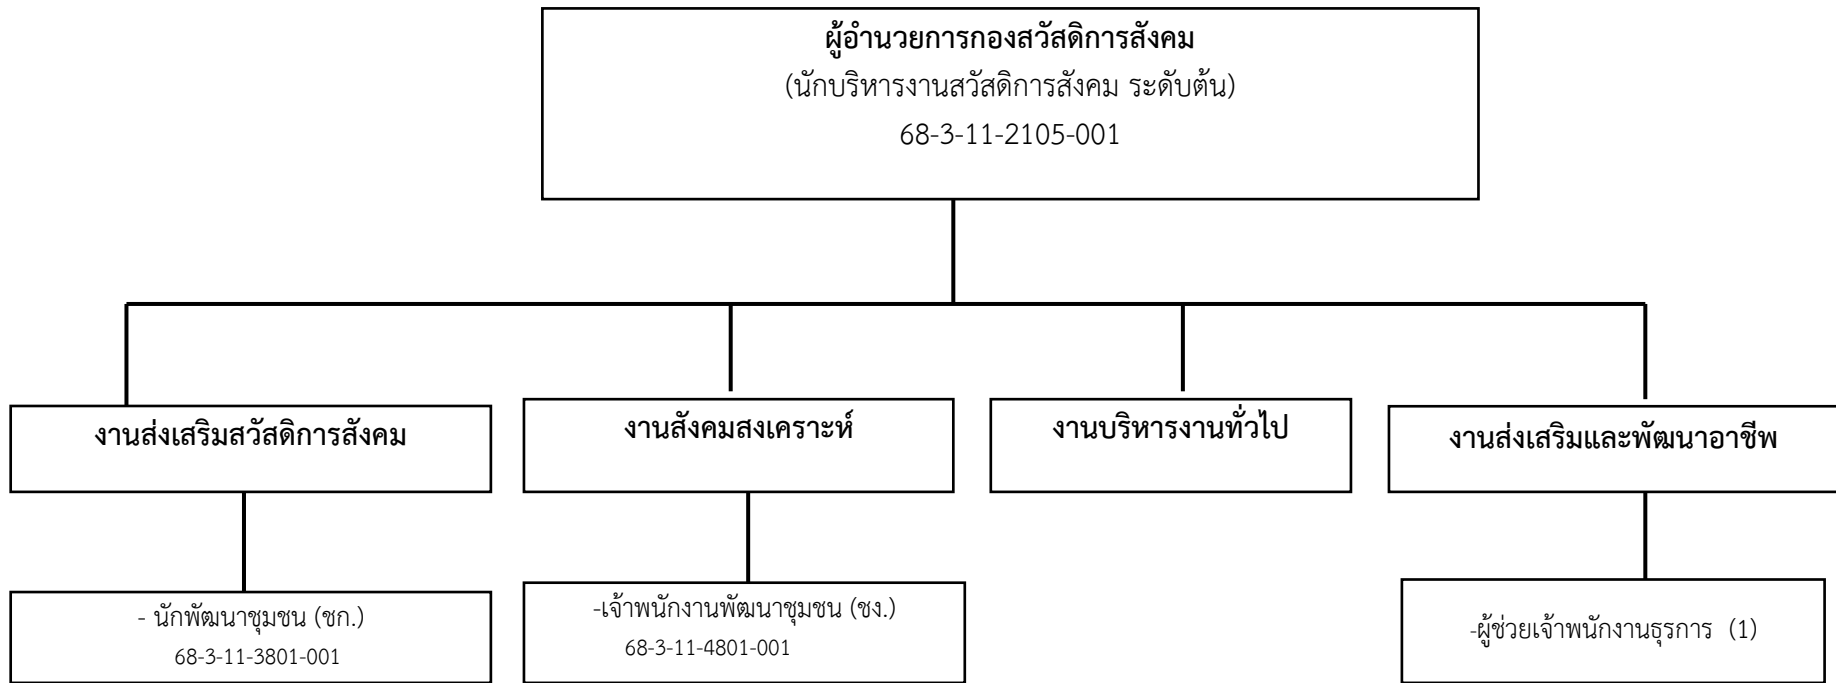 ผู้อำนวยการกองสวัสดิการสังคม
(นักบริหารงานสวัสดิการสังคม ระดับต้น)
68-3-11-2105-001
งานส่งเสริมสวัสดิการสังคม
งานสังคมสงเคราะห์
งานบริหารงานทั่วไป
งานส่งเสริมและพัฒนาอาชีพ
- นักพัฒนาชุมชน (ชก.)
68-3-11-3801-001
-เจ้าพนักงานพัฒนาชุมชน (ชง.)
68-3-11-4801-001
-ผู้ช่วยเจ้าพนักงานธุรการ (1)